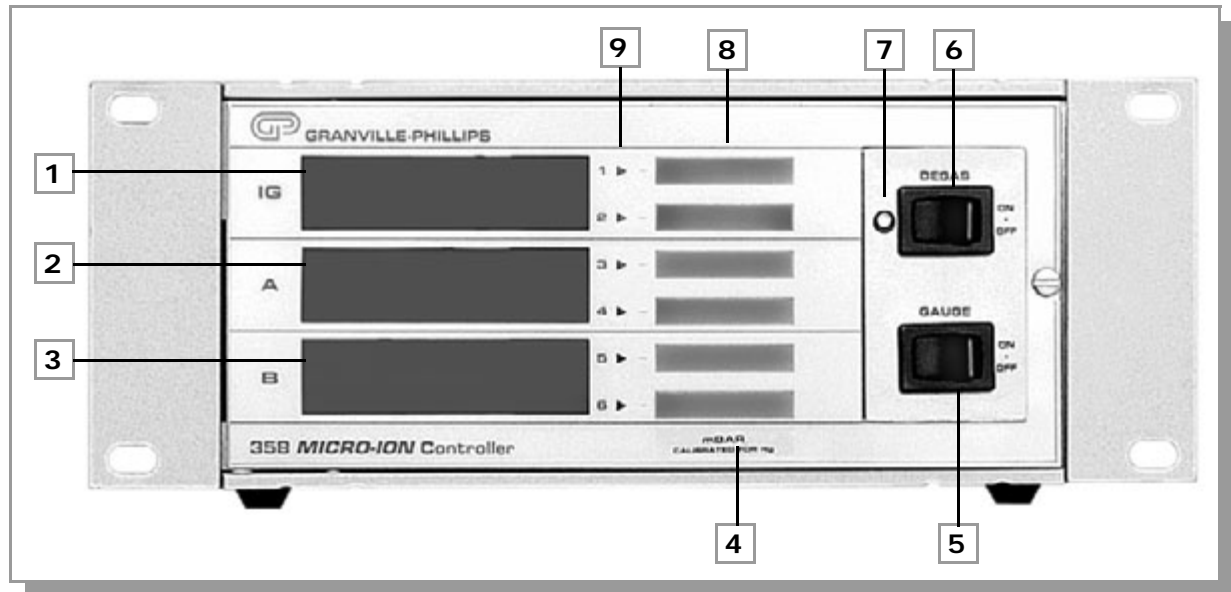 9 8 7 6
GP GRANVILLE-PHILLIPS
1 IG 1
2
DEGAS
ON
OFF
2 A 3
4
GAUGE
ON
OFF
3 B 5
6
358 MICRO-ION Controller
mBAR
CALIBRATED FOR N2
4 5